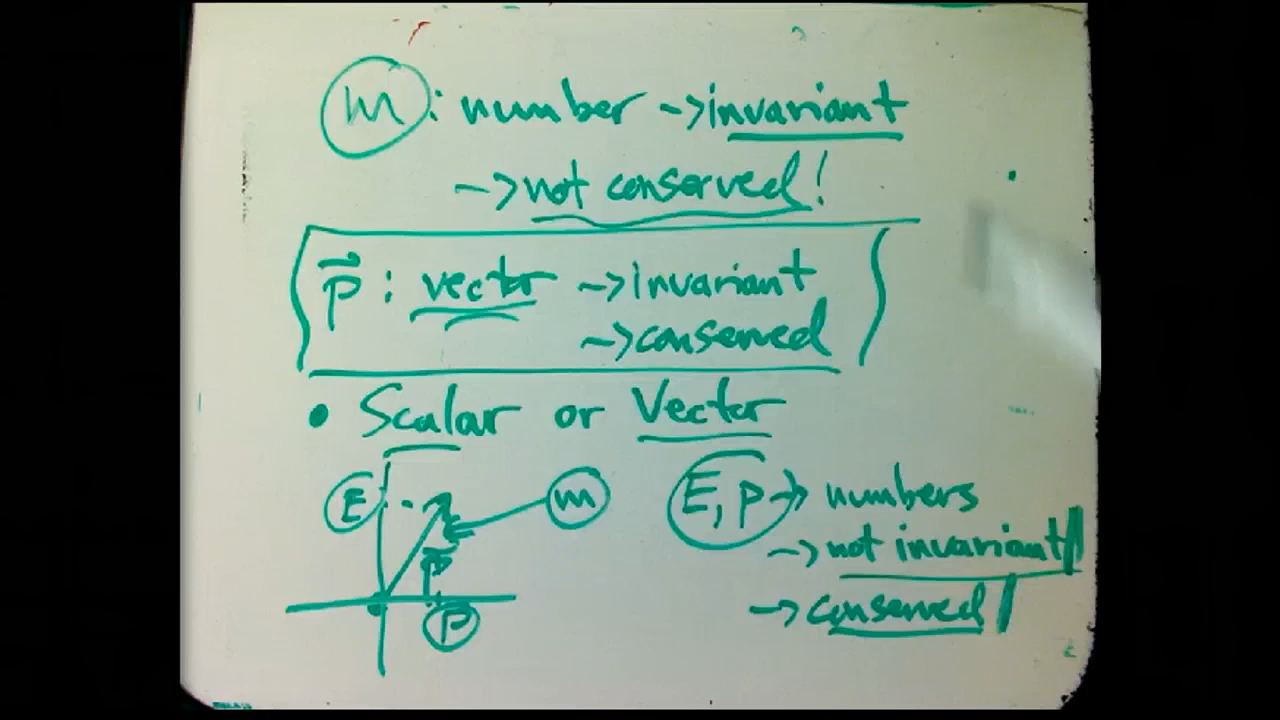 m : number → invariant
→ not conserved!
p⃗ : vector → invariant
→ conserved
• Scalar or Vector
E
m
p⃗
p
E, p → numbers
→ not invariant
→ conserved